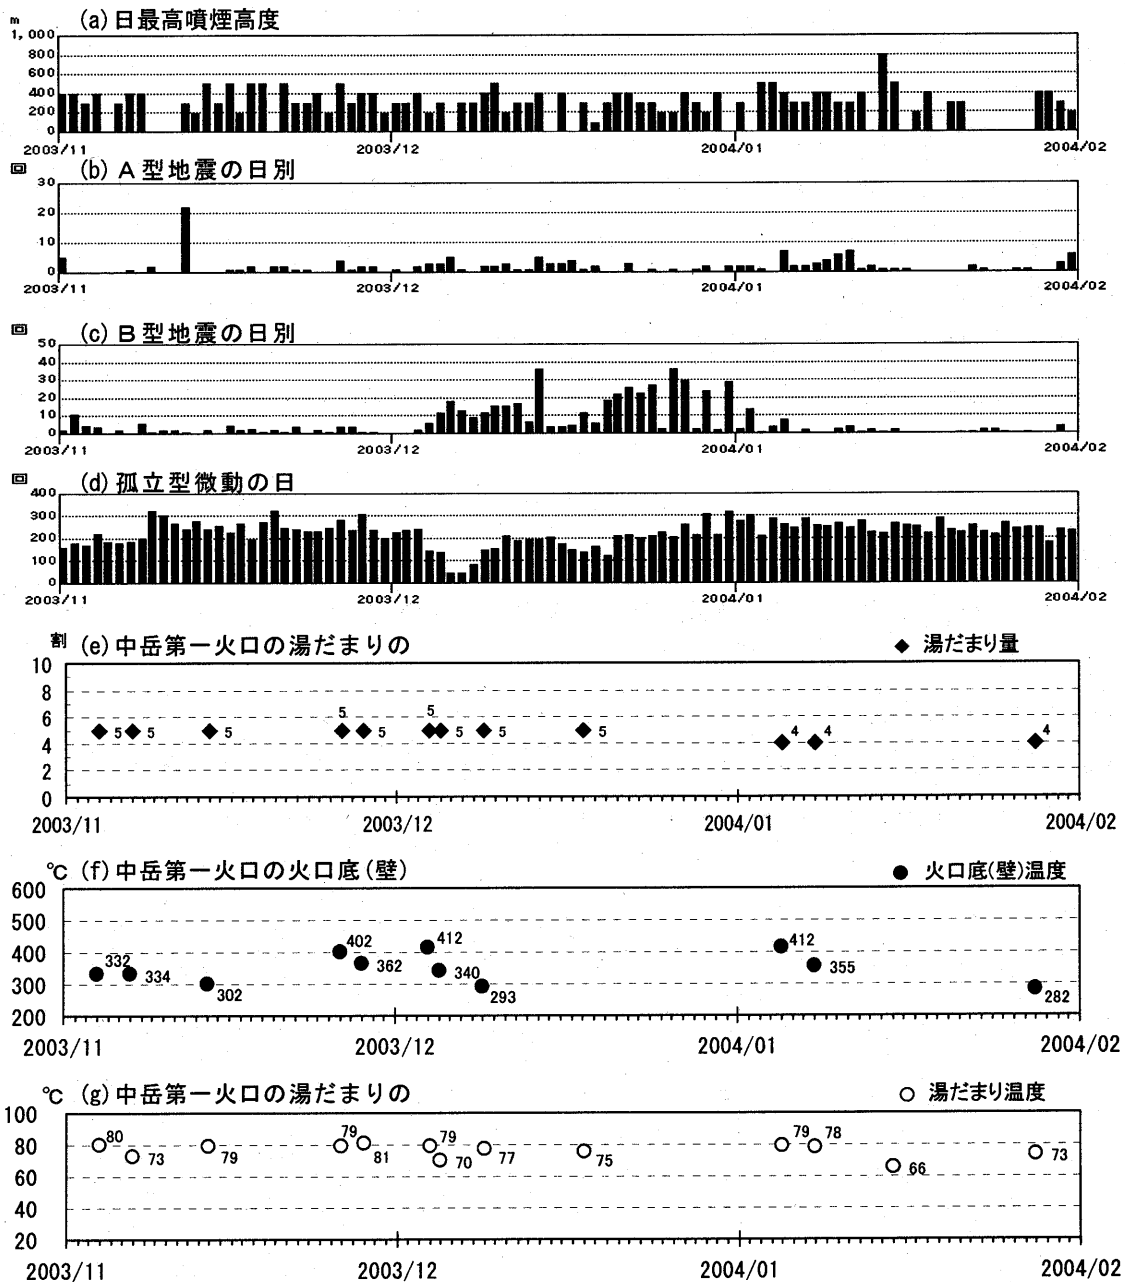 m (a)日最高噴煙高度
1,000
800
600
400
200
0
2003/11 2003/12 2004/01 2004/02
回 (b)A型地震の日別
30
20
10
0
2003/11 2003/12 2004/01 2004/02
回 (c)B型地震の日別
50
40
30
20
10
0
2003/11 2003/12 2004/01 2004/02
回 (d)孤立型微動の日
400
300
200
100
0
2003/11 2003/12 2004/01 2004/02
割 (e)中岳第一火口の湯だまりの ◆ 湯だまり量
10
8
6
4
2
0
5 5 5 5 5 5 5 5 5 4 4 4
2003/11 2003/12 2004/01 2004/02
℃ (f)中岳第一火口の火口底(壁) ● 火口底(壁)温度
600
500
400
300
200
332 334 302 402 362 412 340 293 412 355 282
2003/11 2003/12 2004/01 2004/02
℃ (g)中岳第一火口の湯だまりの ○ 湯だまり温度
100
80
60
40
20
80 73 79 79 81 79 70 77 75 79 78 66 73
2003/11 2003/12 2004/01 2004/02